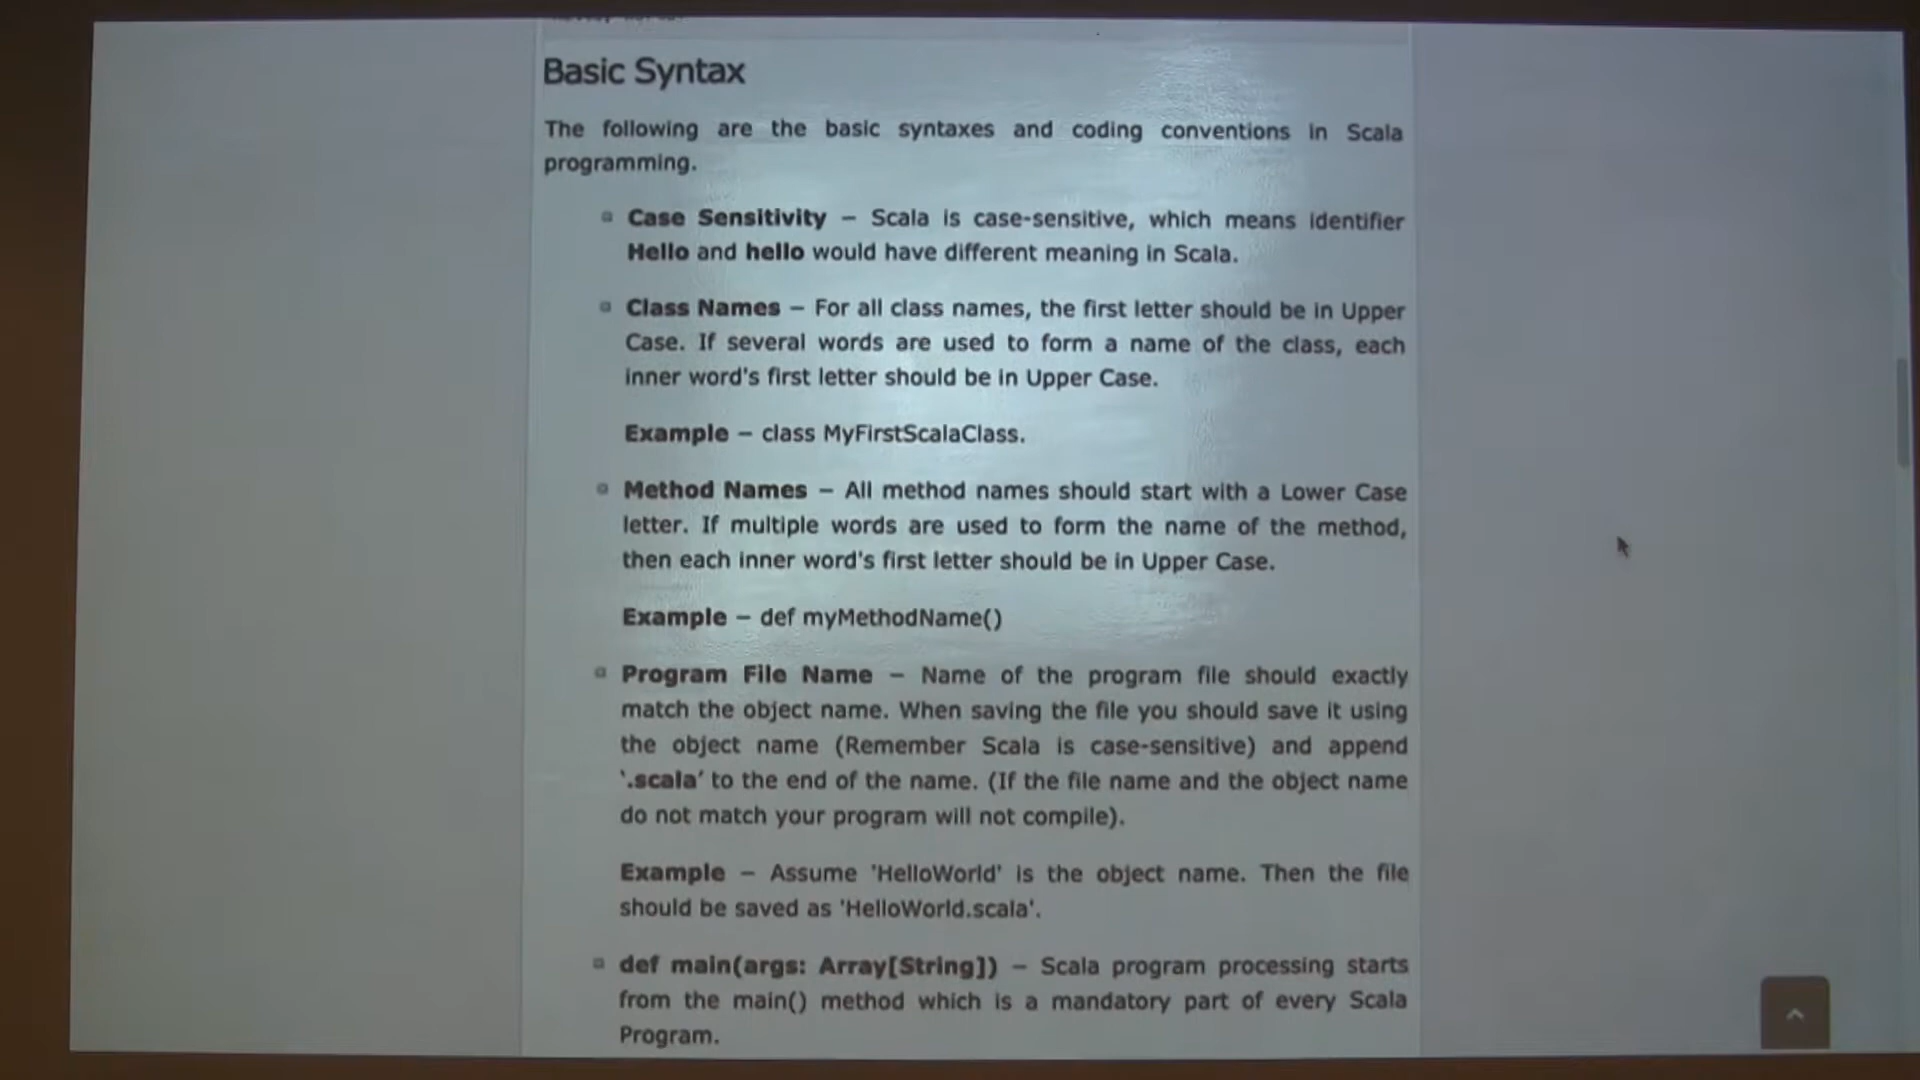 Basic Syntax
The following are the basic syntaxes and coding conventions in Scala
programming.
Case Sensitivity – Scala is case-sensitive, which means identifier
Hello and hello would have different meaning in Scala.
Class Names – For all class names, the first letter should be in Upper
Case. If several words are used to form a name of the class, each
inner word's first letter should be in Upper Case.
Example – class MyFirstScalaClass.
Method Names – All method names should start with a Lower Case
letter. If multiple words are used to form the name of the method,
then each inner word's first letter should be in Upper Case.
Example – def myMethodName()
Program File Name – Name of the program file should exactly
match the object name. When saving the file you should save it using
the object name (Remember Scala is case-sensitive) and append
‘.scala’ to the end of the name. (If the file name and the object name
do not match your program will not compile).
Example – Assume 'HelloWorld' is the object name. Then the file
should be saved as 'HelloWorld.scala'.
def main(args: Array[String]) – Scala program processing starts
from the main() method which is a mandatory part of every Scala
Program.